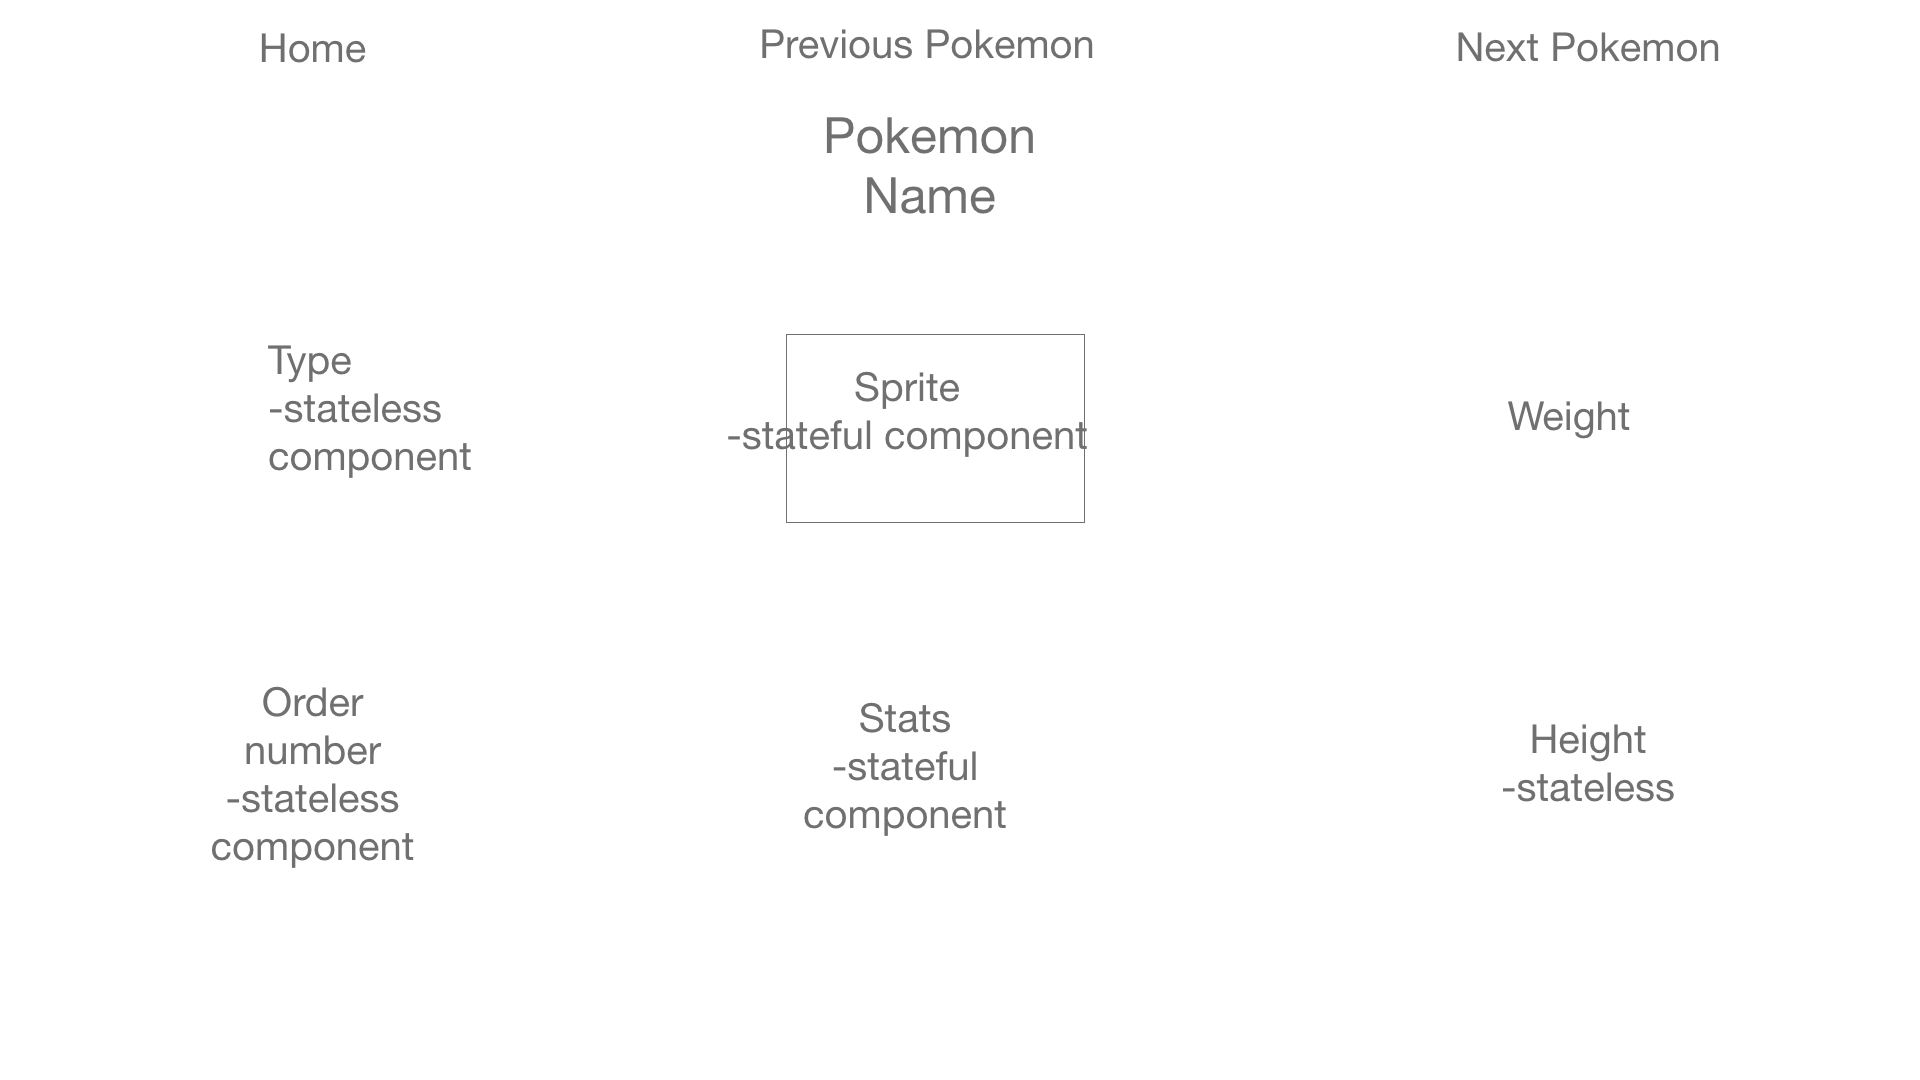 Home
Previous Pokemon
Next Pokemon
Pokemon
Name
Type
-stateless
component
Sprite
-stateful component
Weight
Order
number
-stateless
component
Stats
-stateful
component
Height
-stateless